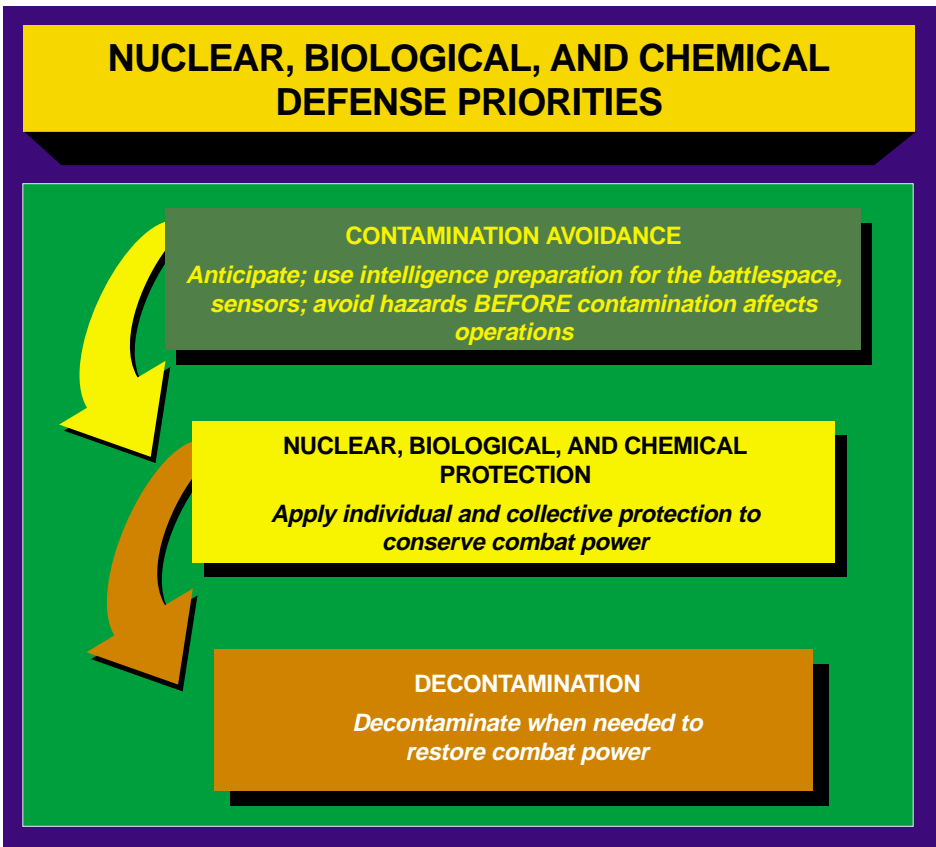 NUCLEAR, BIOLOGICAL, AND CHEMICAL
DEFENSE PRIORITIES
CONTAMINATION AVOIDANCE
Anticipate; use intelligence preparation for the battlespace,
sensors; avoid hazards BEFORE contamination affects
operations
NUCLEAR, BIOLOGICAL, AND CHEMICAL
PROTECTION
Apply individual and collective protection to
conserve combat power
DECONTAMINATION
Decontaminate when needed to
restore combat power